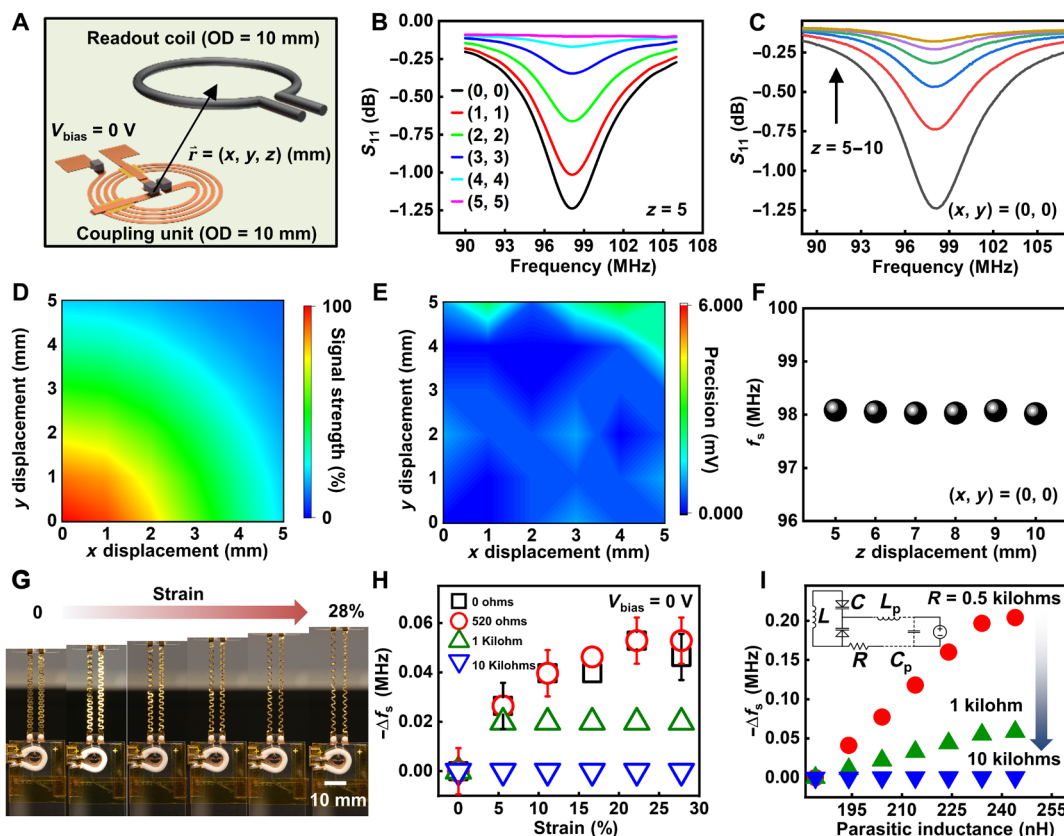 A
Readout coil (OD = 10 mm)
V_bias = 0 V
r⃗ = (x, y, z) (mm)
Coupling unit (OD = 10 mm)
B
S₁₁ (dB)
0.00
−0.25
−0.50
−0.75
−1.00
−1.25
(0, 0)
(1, 1)
(2, 2)
(3, 3)
(4, 4)
(5, 5)
z = 5
90 93 96 99 102 105 108
Frequency (MHz)
C
S₁₁ (dB)
−0.25
−0.50
−0.75
−1.00
−1.25
z = 5–10
(x, y) = (0, 0)
90 93 96 99 105
Frequency (MHz)
D
y displacement (mm)
5
4
3
2
1
0
0 1 2 3 4 5
x displacement (mm)
100
0
Signal strength (%)
E
y displacement (mm)
5
4
3
2
1
0
0 1 2 3 4 5
x displacement (mm)
6.000
0.000
Precision (mV)
F
f_s (MHz)
100
99
98
97
96
(x, y) = (0, 0)
5 6 7 8 9 10
z displacement (mm)
G
Strain
0
28%
10 mm
H
−Δf_s (MHz)
0.06
0.04
0.02
0.00
0 ohms
520 ohms
1 Kilohm
10 Kilohms
V_bias = 0 V
0 5 10 15 20 25 30
Strain (%)
I
−Δf_s (MHz)
0.20
0.15
0.10
0.05
0.00
L
C
L_p
R
C_p
R = 0.5 kilohms
1 kilohm
10 kilohms
195 210 225 240 255
Parasitic inductance (nH)